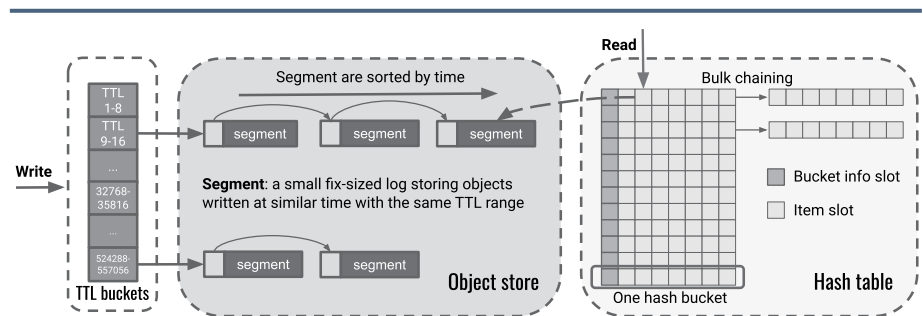 Write
TTL
1-8
TTL
9-16
...
32768-
35816
...
524288-
557056
TTL buckets
Segment are sorted by time
segment
segment
segment
Segment: a small fix-sized log storing objects
written at similar time with the same TTL range
segment
segment
Object store
Read
Bulk chaining
Bucket info slot
Item slot
One hash bucket
Hash table